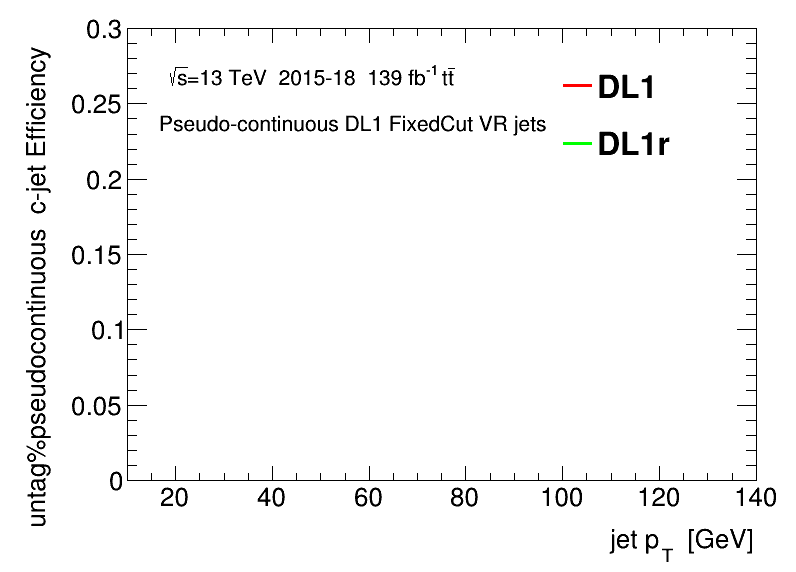 0.3
√s=13 TeV 2015-18 139 fb-1 tt̄
DL1
0.25
Pseudo-continuous DL1 FixedCut VR jets
DL1r
0.2
0.15
0.1
0.05
0
untag%pseudocontinuous c-jet Efficiency
20 40 60 80 100 120 140
jet pT [GeV]